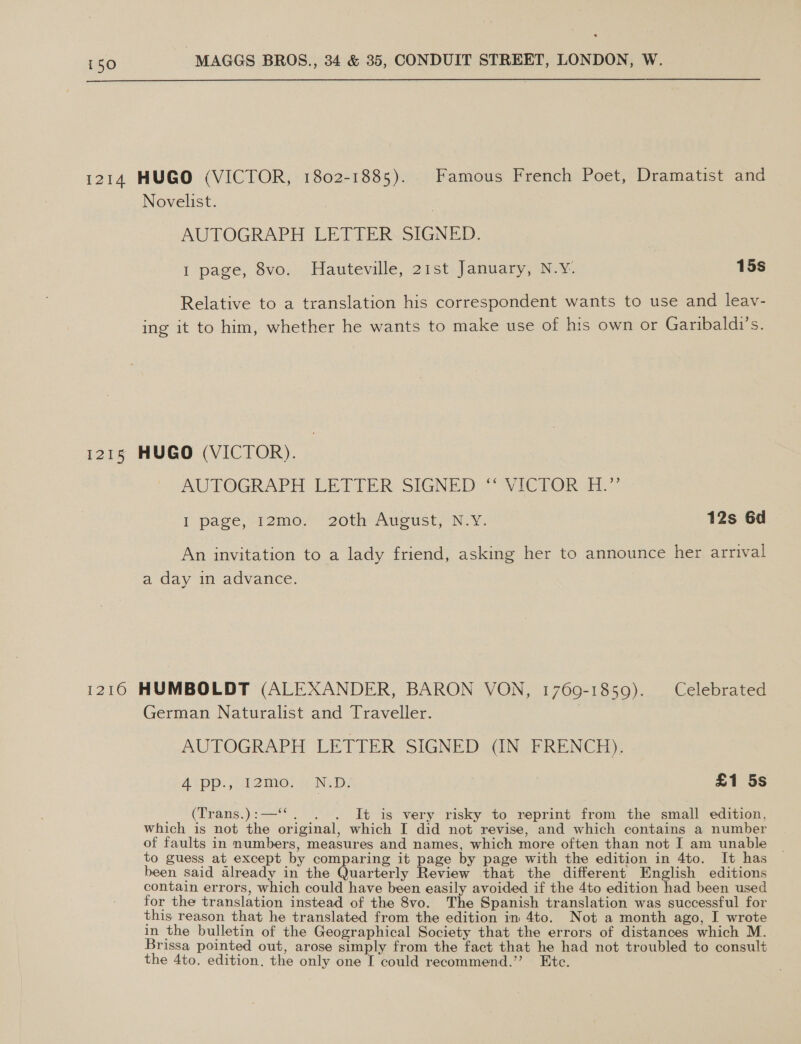 150 MAGGS BROS., 34 & 35, CONDUIT STREET, LONDON, W.
1214 HUGO (VICTOR, 1802-1885). Famous French Poet, Dramatist and
Novelist.
AUTOGRAPH LETTER SIGNED.
1 page, 8vo. Hauteville, 21st January, N.Y. 15s
Relative to a translation his correspondent wants to use and leav-
ing it to him, whether he wants to make use of his own or Garibaldi's.
1215 HUGO (VICTOR).
AUTOGRAPH LETTER SIGNED “ VICTOR H.”
1 page, 12mo. 20th August, N.Y. 12s 6d
An invitation to a lady friend, asking her to announce her arrival
a day in advance.
1216 HUMBOLDT (ALEXANDER, BARON VON, 1769-1859). Celebrated
German Naturalist and Traveller.
AUTOGRAPH LETTER SIGNED (IN FRENCH).
4 pp., 12mo. N.D. £1 5s
(Trans.):—“ . . . It is very risky to reprint from the small edition,
which is not the original, which I did not revise, and which contains a number
of faults in numbers, measures and names, which more often than not I am unable
to guess at except by comparing it page by page with the edition in 4to. It has
been said already in the Quarterly Review that the different English editions
contain errors, which could have been easily avoided if the 4to edition had been used
for the translation instead of the 8vo. The Spanish translation was successful for
this reason that he translated from the edition in 4to. Not a month ago, I wrote
in the bulletin of the Geographical Society that the errors of distances which M.
Brissa pointed out, arose simply from the fact that he had not troubled to consult
the 4to. edition, the only one I could recommend.” Etc.